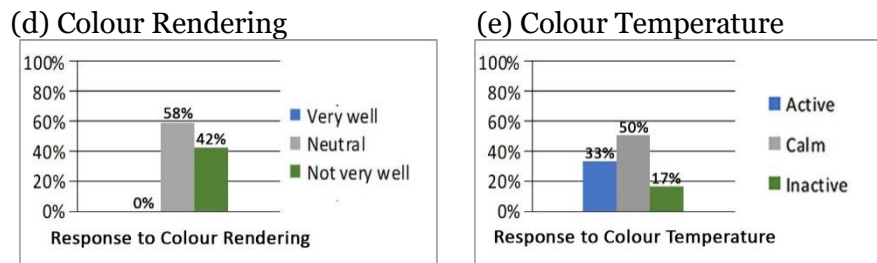 (d) Colour Rendering
100%
80%
60%
40%
20%
0%
0%
58%
42%
Very well
Neutral
Not very well
Response to Colour Rendering
(e) Colour Temperature
100%
80%
60%
40%
20%
0%
33%
50%
17%
Active
Calm
Inactive
Response to Colour Temperature